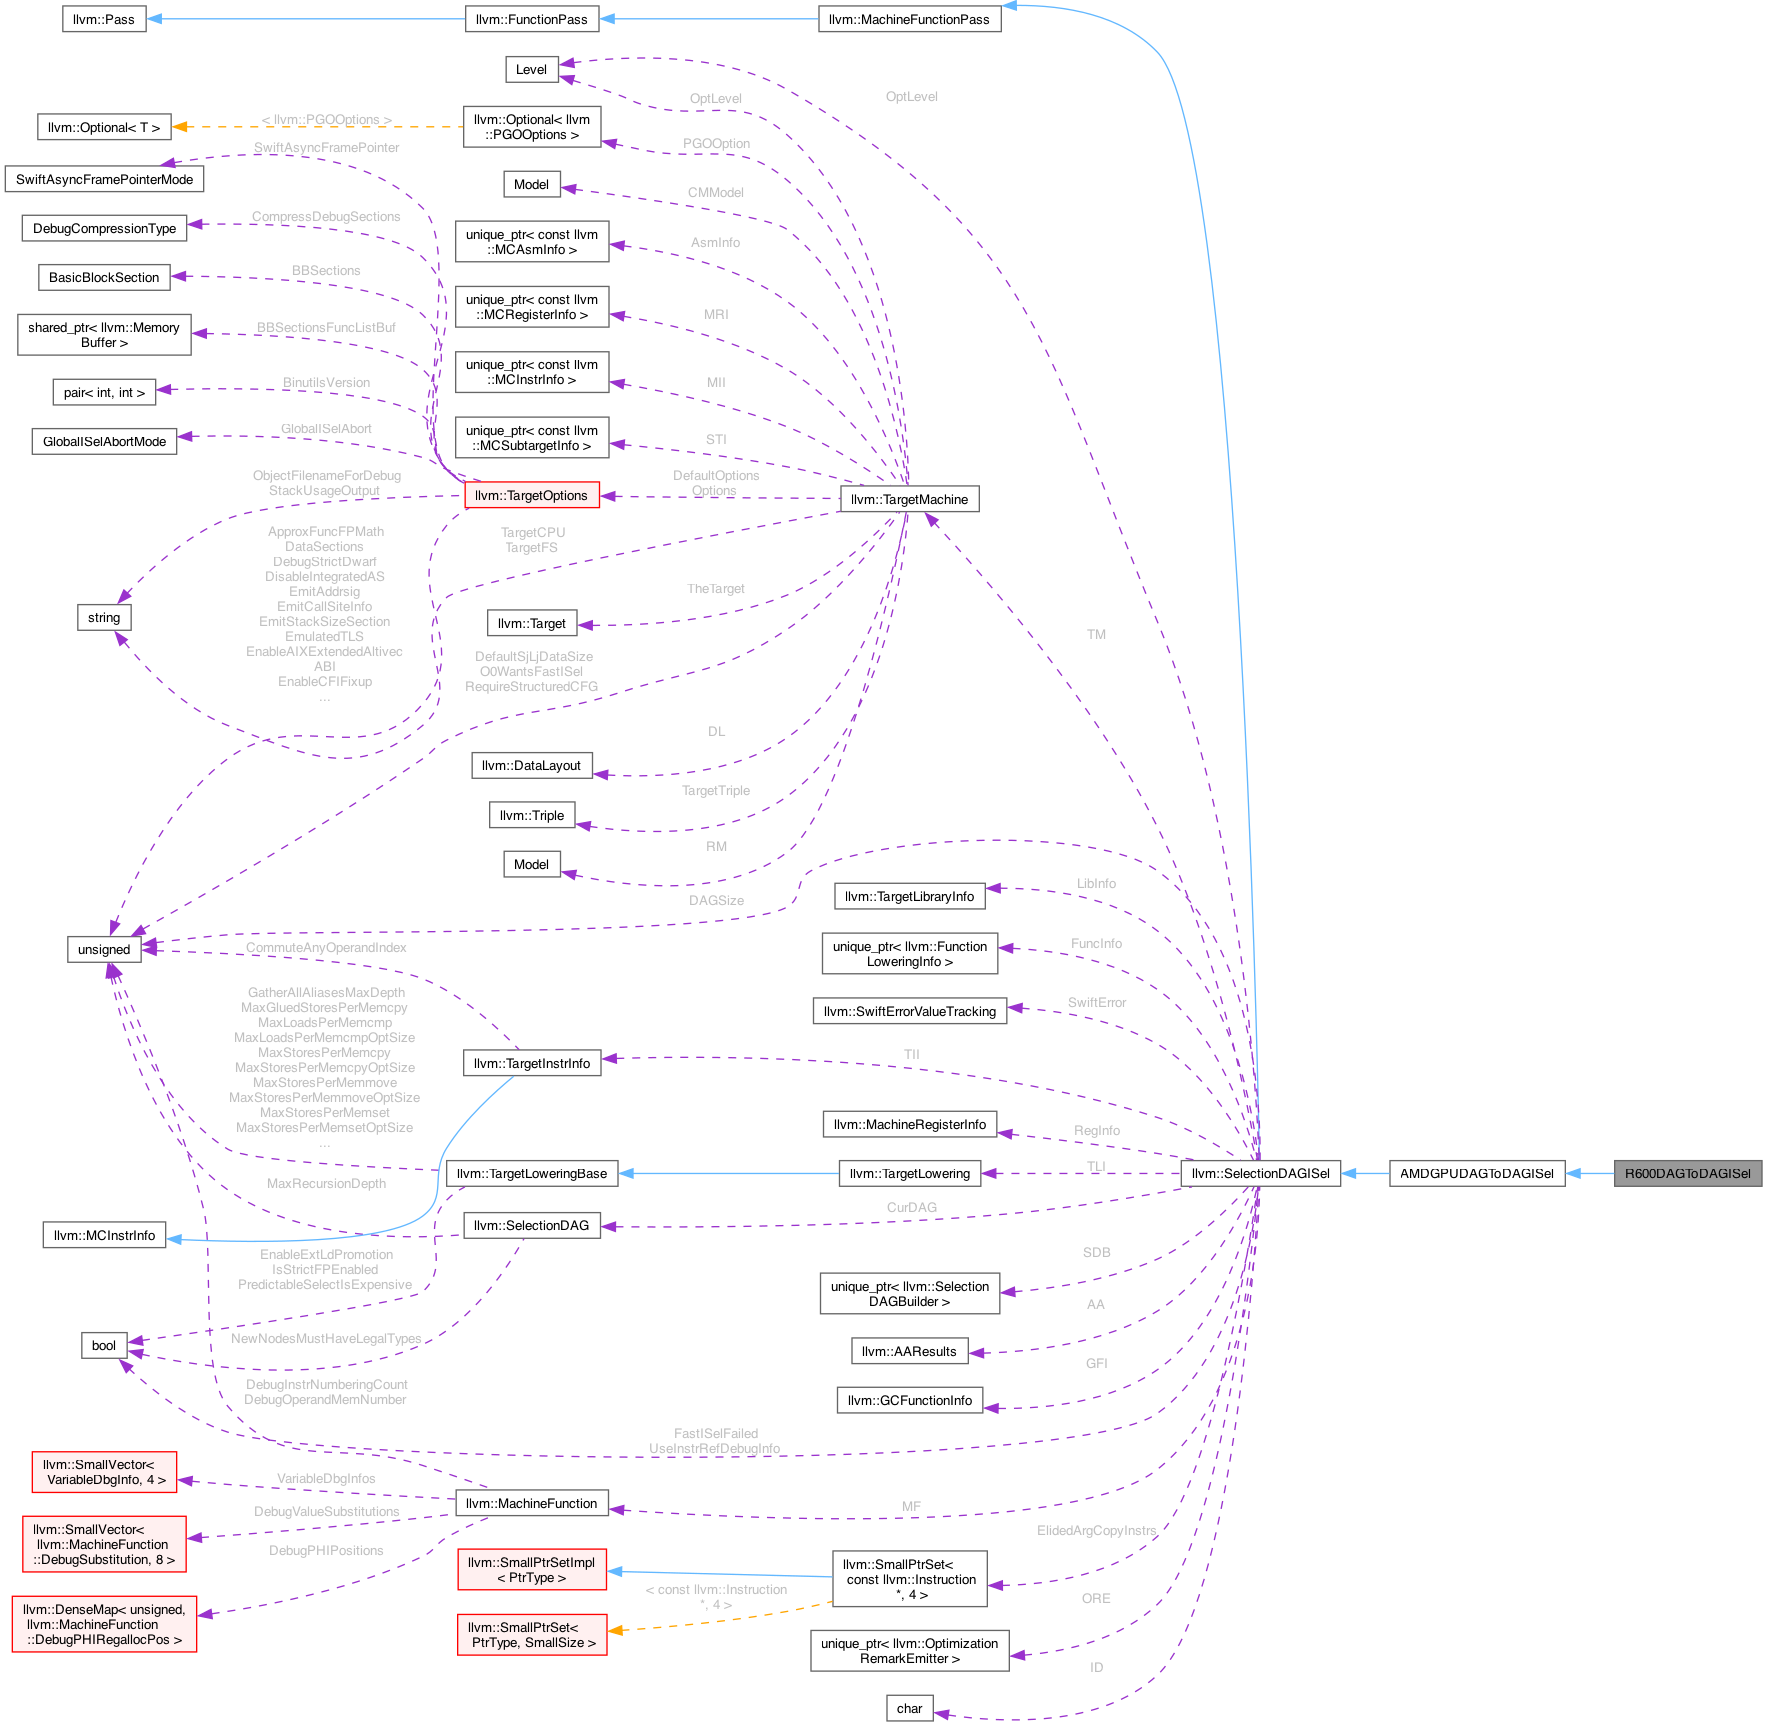 llvm::Pass
llvm::FunctionPass
llvm::MachineFunctionPass
Level
OptLevel
OptLevel
llvm::Optional< T >
< llvm::PGOOptions >
llvm::Optional< llvm
::PGOOptions >
PGOOption
SwiftAsyncFramePointer
SwiftAsyncFramePointerMode
Model
CMModel
DebugCompressionType
CompressDebugSections
unique_ptr< const llvm
::MCAsmInfo >
AsmInfo
BasicBlockSection
BBSections
unique_ptr< const llvm
::MCRegisterInfo >
MRI
shared_ptr< llvm::Memory
Buffer >
BBSectionsFuncListBuf
unique_ptr< const llvm
::MCInstrInfo >
MII
pair< int, int >
BinutilsVersion
unique_ptr< const llvm
::MCSubtargetInfo >
STI
GlobalISelAbortMode
GlobalISelAbort
ObjectFilenameForDebug
StackUsageOutput
llvm::TargetOptions
DefaultOptions
Options
llvm::TargetMachine
ApproxFuncFPMath
DataSections
DebugStrictDwarf
DisableIntegratedAS
EmitAddrsig
EmitCallSiteInfo
EmitStackSizeSection
EmulatedTLS
EnableAIXExtendedAltivec
ABI
EnableCFIFixup
...
TargetCPU
TargetFS
string
llvm::Target
TheTarget
TM
DefaultSjLjDataSize
O0WantsFastISel
RequireStructuredCFG
llvm::DataLayout
DL
llvm::Triple
TargetTriple
Model
RM
DAGSize
llvm::TargetLibraryInfo
LibInfo
unsigned
CommuteAnyOperandIndex
unique_ptr< llvm::Function
LoweringInfo >
FuncInfo
GatherAllAliasesMaxDepth
MaxGluedStoresPerMemcpy
MaxLoadsPerMemcmp
MaxLoadsPerMemcmpOptSize
MaxStoresPerMemcpy
MaxStoresPerMemcpyOptSize
MaxStoresPerMemmove
MaxStoresPerMemmoveOptSize
MaxStoresPerMemset
MaxStoresPerMemsetOptSize
...
llvm::SwiftErrorValueTracking
SwiftError
llvm::TargetInstrInfo
TII
llvm::MachineRegisterInfo
RegInfo
llvm::TargetLoweringBase
llvm::TargetLowering
TLI
llvm::SelectionDAGISel
AMDGPUDAGToDAGISel
R600DAGToDAGISel
MaxRecursionDepth
llvm::SelectionDAG
CurDAG
llvm::MCInstrInfo
EnableExtLdPromotion
IsStrictFPEnabled
PredictableSelectIsExpensive
unique_ptr< llvm::Selection
DAGBuilder >
SDB
bool
NewNodesMustHaveLegalTypes
llvm::AAResults
AA
DebugInstrNumberingCount
DebugOperandMemNumber
llvm::GCFunctionInfo
GFI
FastISelFailed
UseInstrRefDebugInfo
llvm::SmallVector<
VariableDbgInfo, 4 >
VariableDbgInfos
llvm::MachineFunction
MF
llvm::SmallVector<
llvm::MachineFunction
::DebugSubstitution, 8 >
DebugValueSubstitutions
DebugPHIPositions
llvm::SmallPtrSetImpl
< PtrType >
llvm::SmallPtrSet<
const llvm::Instruction
*, 4 >
ElidedArgCopyInstrs
< const llvm::Instruction
*, 4 >
llvm::DenseMap< unsigned,
llvm::MachineFunction
::DebugPHIRegallocPos >
llvm::SmallPtrSet<
PtrType, SmallSize >
ORE
unique_ptr< llvm::Optimization
RemarkEmitter >
ID
char